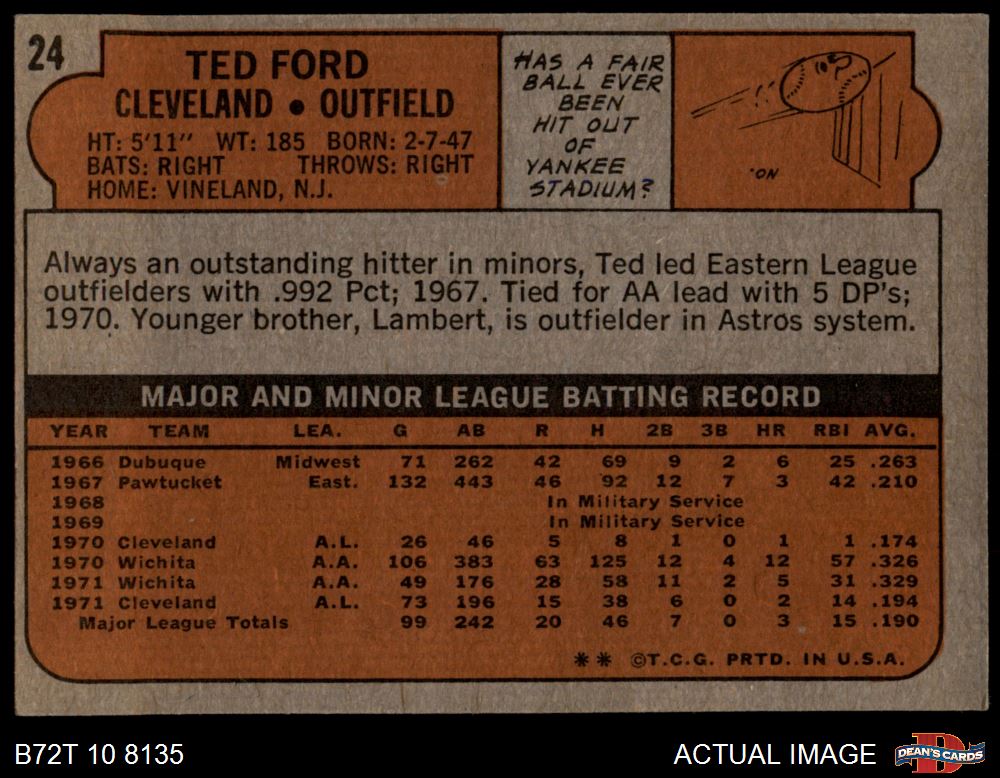 24
TED FORD
CLEVELAND • OUTFIELD
HT: 5'11" WT: 185 BORN: 2-7-47
BATS: RIGHT THROWS: RIGHT
HOME: VINELAND, N.J.
HAS A FAIR
BALL EVER
BEEN
HIT OUT
OF
YANKEE
STADIUM?
"ON
Always an outstanding hitter in minors, Ted led Eastern League
outfielders with .992 Pct; 1967. Tied for AA lead with 5 DP's;
1970. Younger brother, Lambert, is outfielder in Astros system.
MAJOR AND MINOR LEAGUE BATTING RECORD
YEAR TEAM LEA. G AB R H 2B 3B HR RBI AVG.
1966 Dubuque Midwest 71 262 42 69 9 2 6 25 .263
1967 Pawtucket East. 132 443 46 92 12 7 3 42 .210
1968 In Military Service
1969 In Military Service
1970 Cleveland A.L. 26 46 5 8 1 0 1 1 .174
1970 Wichita A.A. 106 383 63 125 12 4 12 57 .326
1971 Wichita A.A. 49 176 28 58 11 2 5 31 .329
1971 Cleveland A.L. 73 196 15 38 6 0 2 14 .194
Major League Totals 99 242 20 46 7 0 3 15 .190
** ©T.C.G. PRTD. IN U.S.A.
B72T 10 8135
ACTUAL IMAGE
D
DEAN'S CARDS